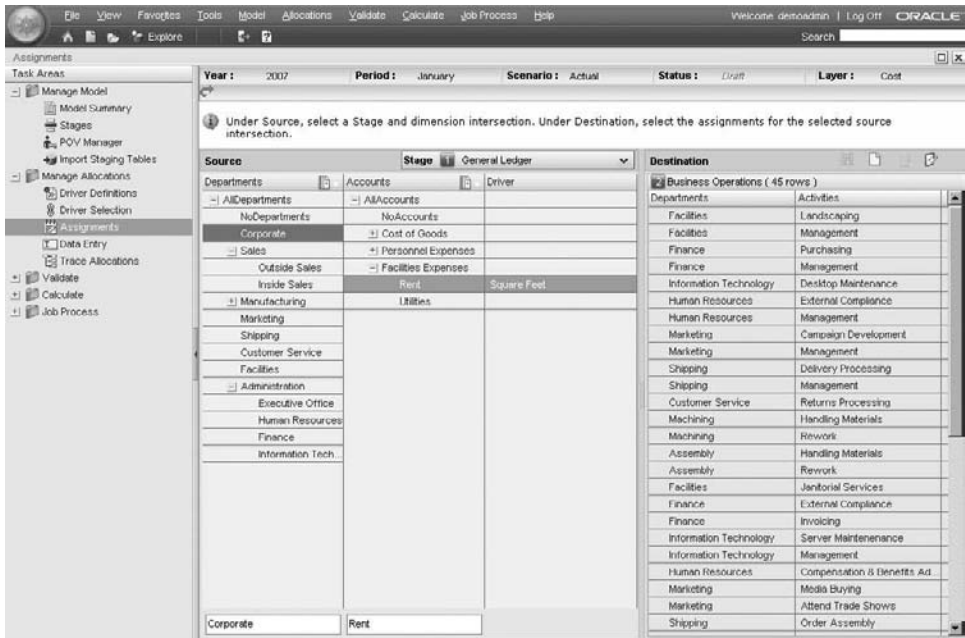 File View Favorites Tools Model Allocations Validate Calculate Job Process Help Welcome demoadmin | Log Off ORACLE
Explore Search
Assignments
Task Areas
Manage Model
Model Summary
Stages
POV Manager
Import Staging Tables
Manage Allocations
Driver Definitions
Driver Selection
Assignments
Data Entry
Trace Allocations
Validate
Calculate
Job Process
Year : 2007 Period : January Scenario : Actual Status : Draft Layer : Cost
Under Source, select a Stage and dimension intersection. Under Destination, select the assignments for the selected source
intersection.
Source Stage 1 General Ledger
Departments Accounts Driver
AllDepartments AllAccounts
NoDepartments NoAccounts
Corporate Cost of Goods
Sales Personnel Expenses
Outside Sales Facilities Expenses
Inside Sales Rent Square Feet
Manufacturing Utilities
Marketing
Shipping
Customer Service
Facilities
Administration
Executive Office
Human Resources
Finance
Information Tech...
Corporate Rent
Destination
2 Business Operations ( 45 rows )
Departments Activities
Facilities Landscaping
Facilities Management
Finance Purchasing
Finance Management
Information Technology Desktop Maintenance
Human Resources External Compliance
Human Resources Management
Marketing Campaign Development
Marketing Management
Shipping Delivery Processing
Shipping Management
Customer Service Returns Processing
Machining Handling Materials
Machining Rework
Assembly Handling Materials
Assembly Rework
Facilities Janitorial Services
Finance External Compliance
Finance Invoicing
Information Technology Server Maintenenance
Information Technology Management
Human Resources Compensation & Benefits Ad...
Marketing Media Buying
Marketing Attend Trade Shows
Shipping Order Assembly